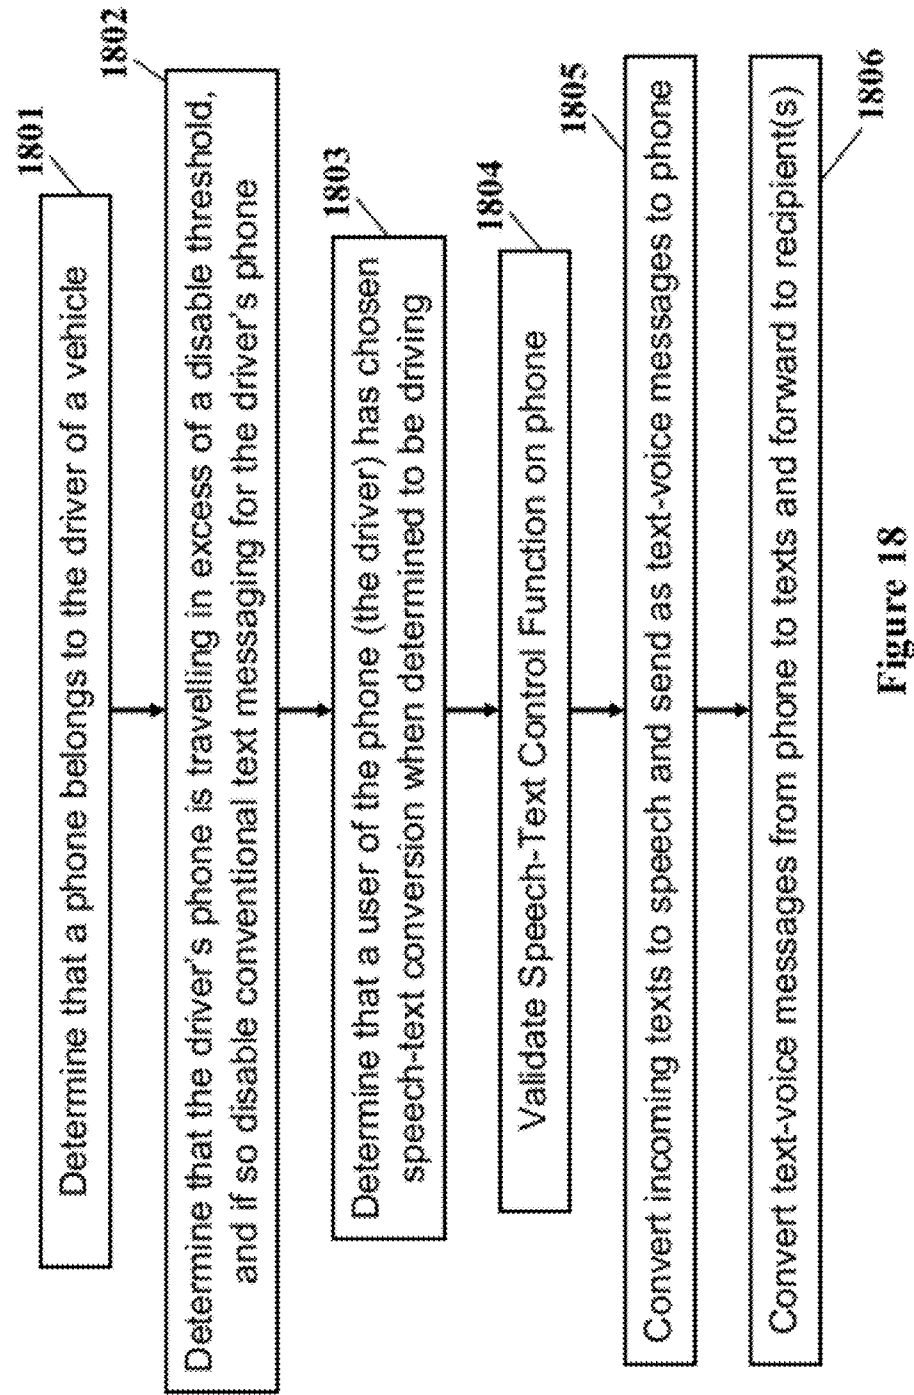 1801
Determine that a phone belongs to the driver of a vehicle
1802
Determine that the driver's phone is travelling in excess of a disable threshold,
and if so disable conventional text messaging for the driver's phone
1803
Determine that a user of the phone (the driver) has chosen
speech-text conversion when determined to be driving
1804
Validate Speech-Text Control Function on phone
1805
Convert incoming texts to speech and send as text-voice messages to phone
1806
Convert text-voice messages from phone to texts and forward to recipient(s)
Figure 18